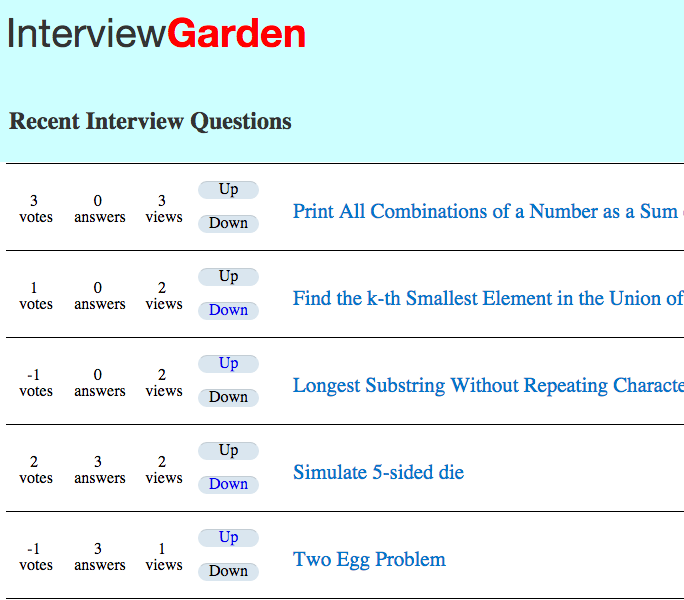 InterviewGarden
Recent Interview Questions
3 votes 0 answers 3 views Up Down Print All Combinations of a Number as a Sum
1 votes 0 answers 2 views Up Down Find the k-th Smallest Element in the Union of
-1 votes 0 answers 2 views Up Down Longest Substring Without Repeating Characte
2 votes 3 answers 2 views Up Down Simulate 5-sided die
-1 votes 3 answers 1 views Up Down Two Egg Problem